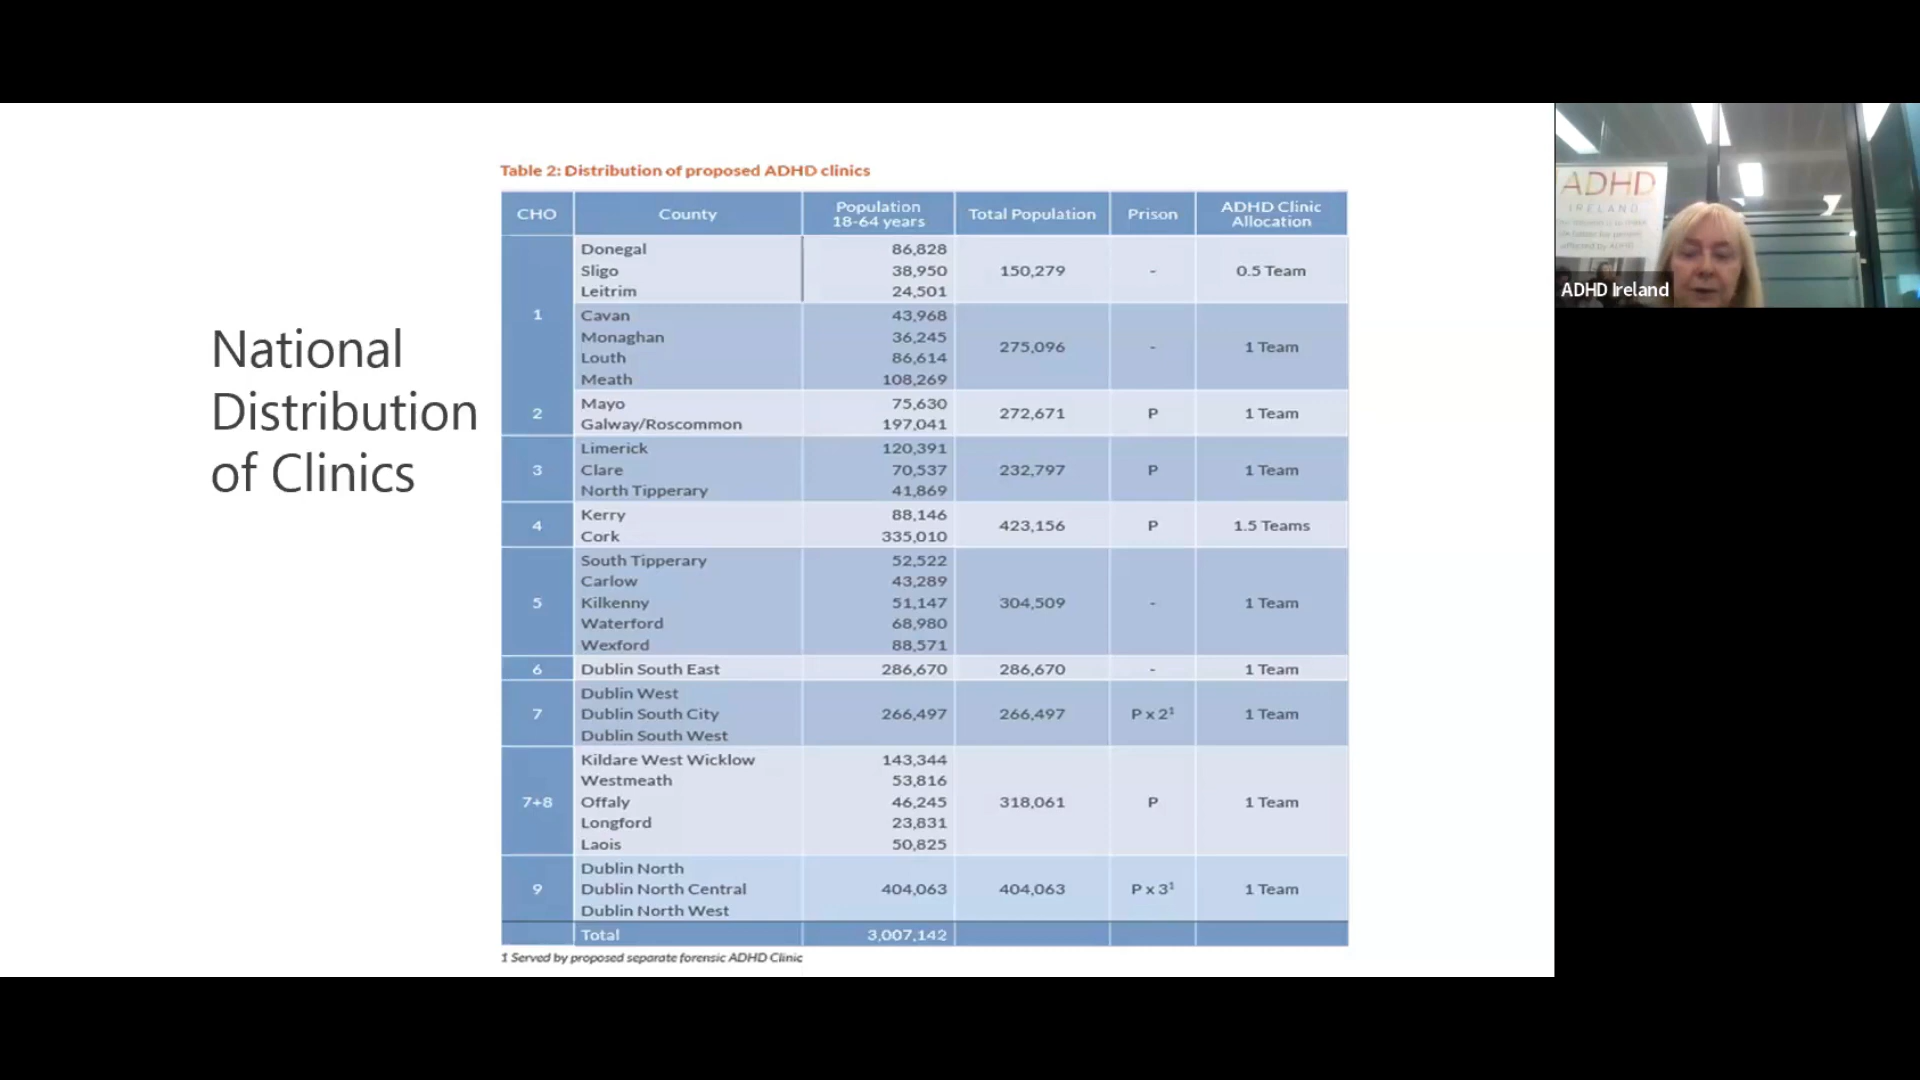 National
Distribution
of Clinics
Table 2: Distribution of proposed ADHD clinics
CHO County Population 18-64 years Total Population Prison ADHD Clinic Allocation
1 Donegal 86,828 150,279 - 0.5 Team
Sligo 38,950
Leitrim 24,501
Cavan 43,968 275,096 - 1 Team
Monaghan 36,245
Louth 86,614
Meath 108,269
2 Mayo 75,630 272,671 P 1 Team
Galway/Roscommon 197,041
3 Limerick 120,391 232,797 P 1 Team
Clare 70,537
North Tipperary 41,869
4 Kerry 88,146 423,156 P 1.5 Teams
Cork 335,010
5 South Tipperary 52,522 304,509 - 1 Team
Carlow 43,289
Kilkenny 51,147
Waterford 68,980
Wexford 88,571
6 Dublin South East 286,670 286,670 - 1 Team
7 Dublin West 266,497 266,497 P x 2¹ 1 Team
Dublin South City
Dublin South West
7+8 Kildare West Wicklow 143,344 318,061 P 1 Team
Westmeath 53,816
Offaly 46,245
Longford 23,831
Laois 50,825
9 Dublin North 404,063 404,063 P x 3¹ 1 Team
Dublin North Central
Dublin North West
Total 3,007,142
1 Served by proposed separate forensic ADHD Clinic
ADHD
IRELAND
ADHD Ireland